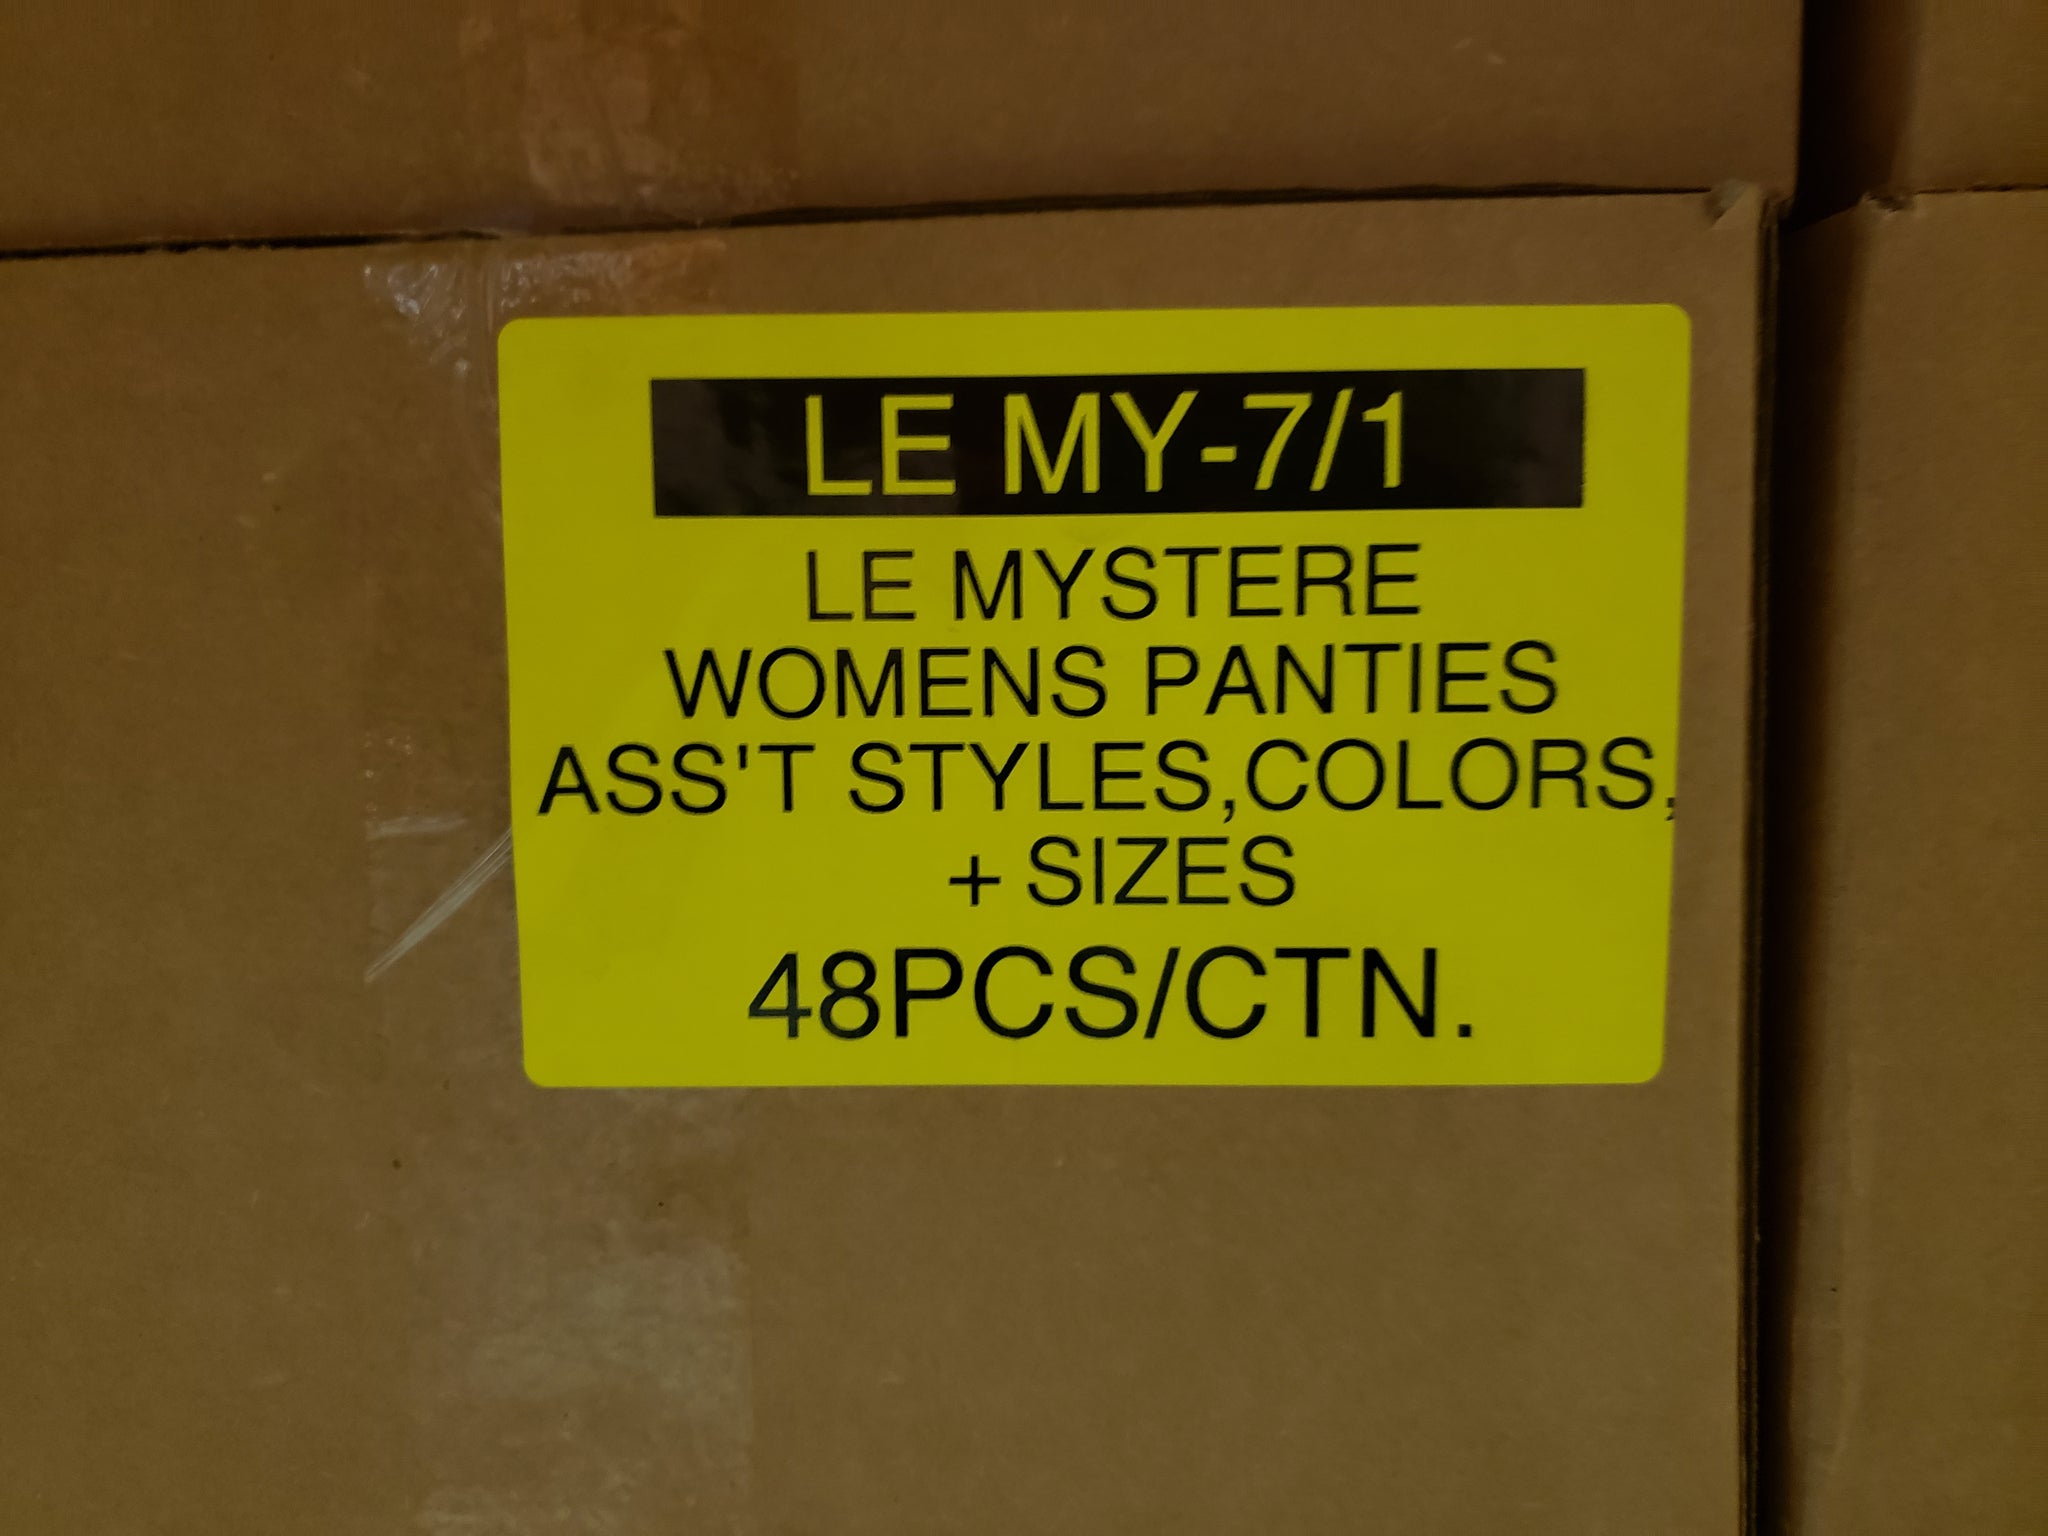 LE MY-7/1
LE MYSTERE
WOMENS PANTIES
ASS'T STYLES,COLORS,
+ SIZES
48PCS/CTN.